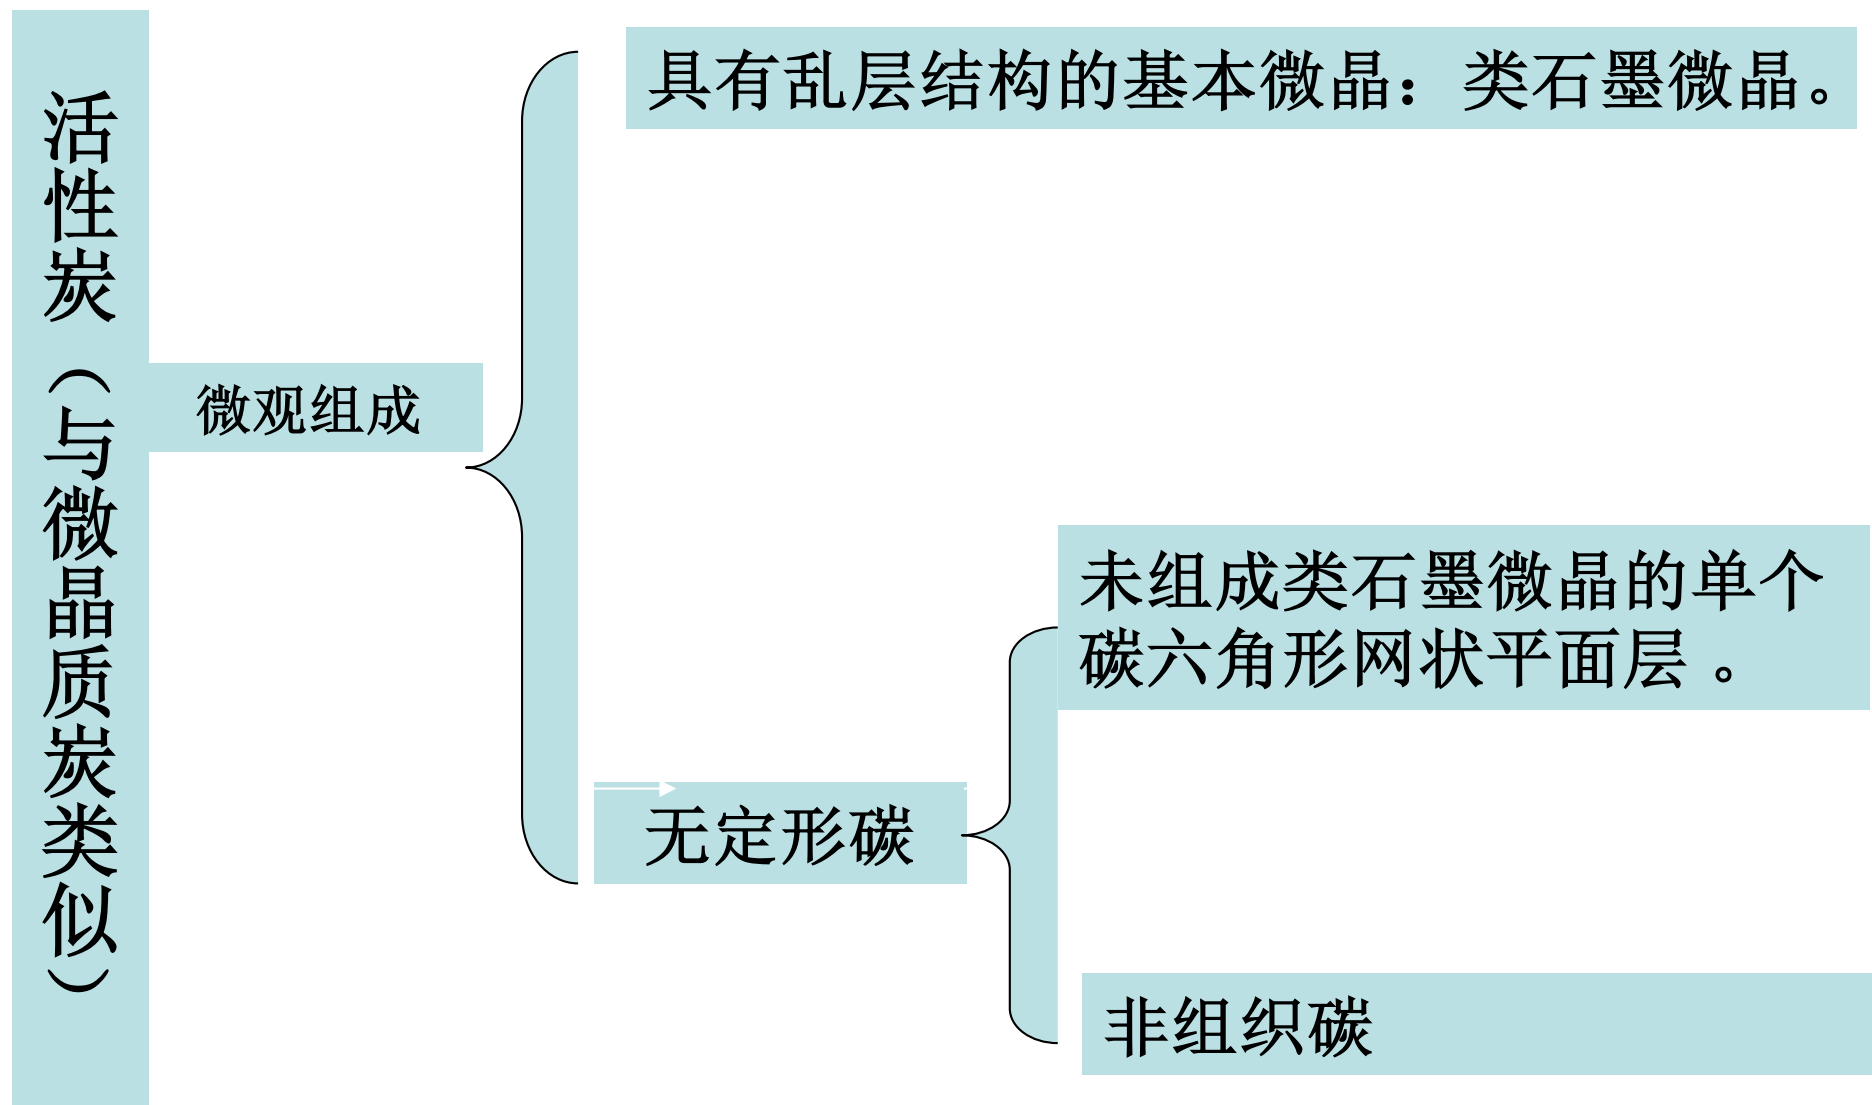 活性炭（与微晶质炭类似）
微观组成
具有乱层结构的基本微晶：类石墨微晶。
无定形碳
未组成类石墨微晶的单个
碳六角形网状平面层 。
非组织碳